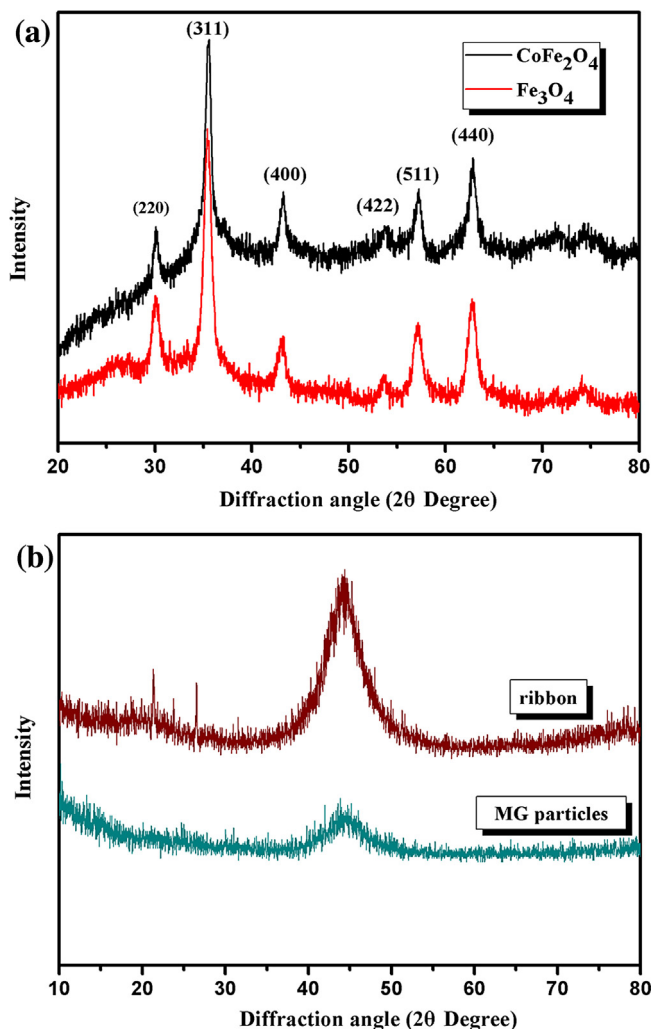 (a)
(311)
CoFe₂O₄
Fe₃O₄
(440)
(400)
(511)
(220)
(422)
Intensity
20 30 40 50 60 70 80
Diffraction angle (2θ Degree)
(b)
ribbon
MG particles
Intensity
10 20 30 40 50 60 70 80
Diffraction angle (2θ Degree)